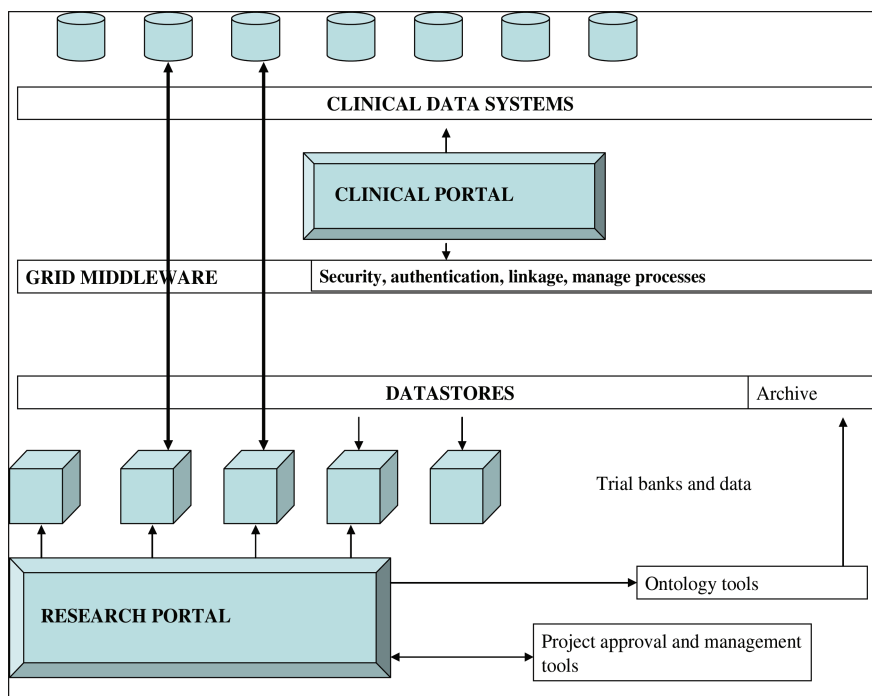 CLINICAL DATA SYSTEMS
CLINICAL PORTAL
GRID MIDDLEWARE
Security, authentication, linkage, manage processes
DATASTORES
Archive
Trial banks and data
Ontology tools
RESEARCH PORTAL
Project approval and management
tools